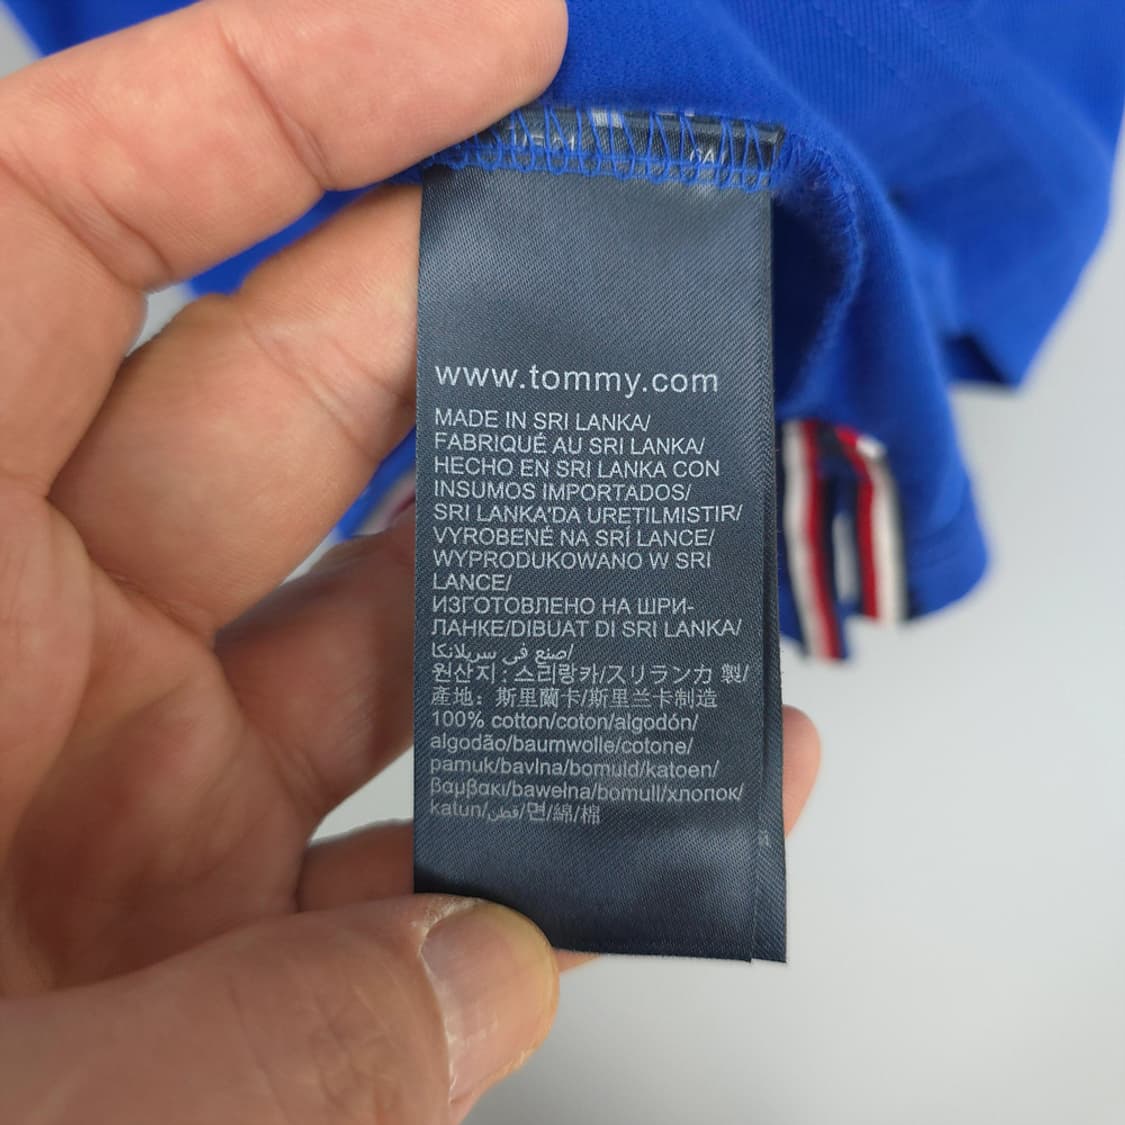 www.tommy.com
MADE IN SRI LANKA/
FABRIQUÉ AU SRI LANKA/
HECHO EN SRI LANKA CON
INSUMOS IMPORTADOS/
SRI LANKA'DA URETILMISTIR/
VYROBENÉ NA SRÍ LANCE/
WYPRODUKOWANO W SRI
LANCE/
ИЗГОТОВЛЕНО НА ШРИ-
ЛАНКЕ/DIBUAT DI SRI LANKA/
صنع في سريلانكا/
원산지 : 스리랑카/スリランカ 製/
產地： 斯里蘭卡/斯里兰卡制造
100% cotton/coton/algodón/
algodão/baumwolle/cotone/
pamuk/bavlna/bomuld/katoen/
βαμβακι/bawełna/bomull/хлопок/
katun/قطن/면/綿/棉